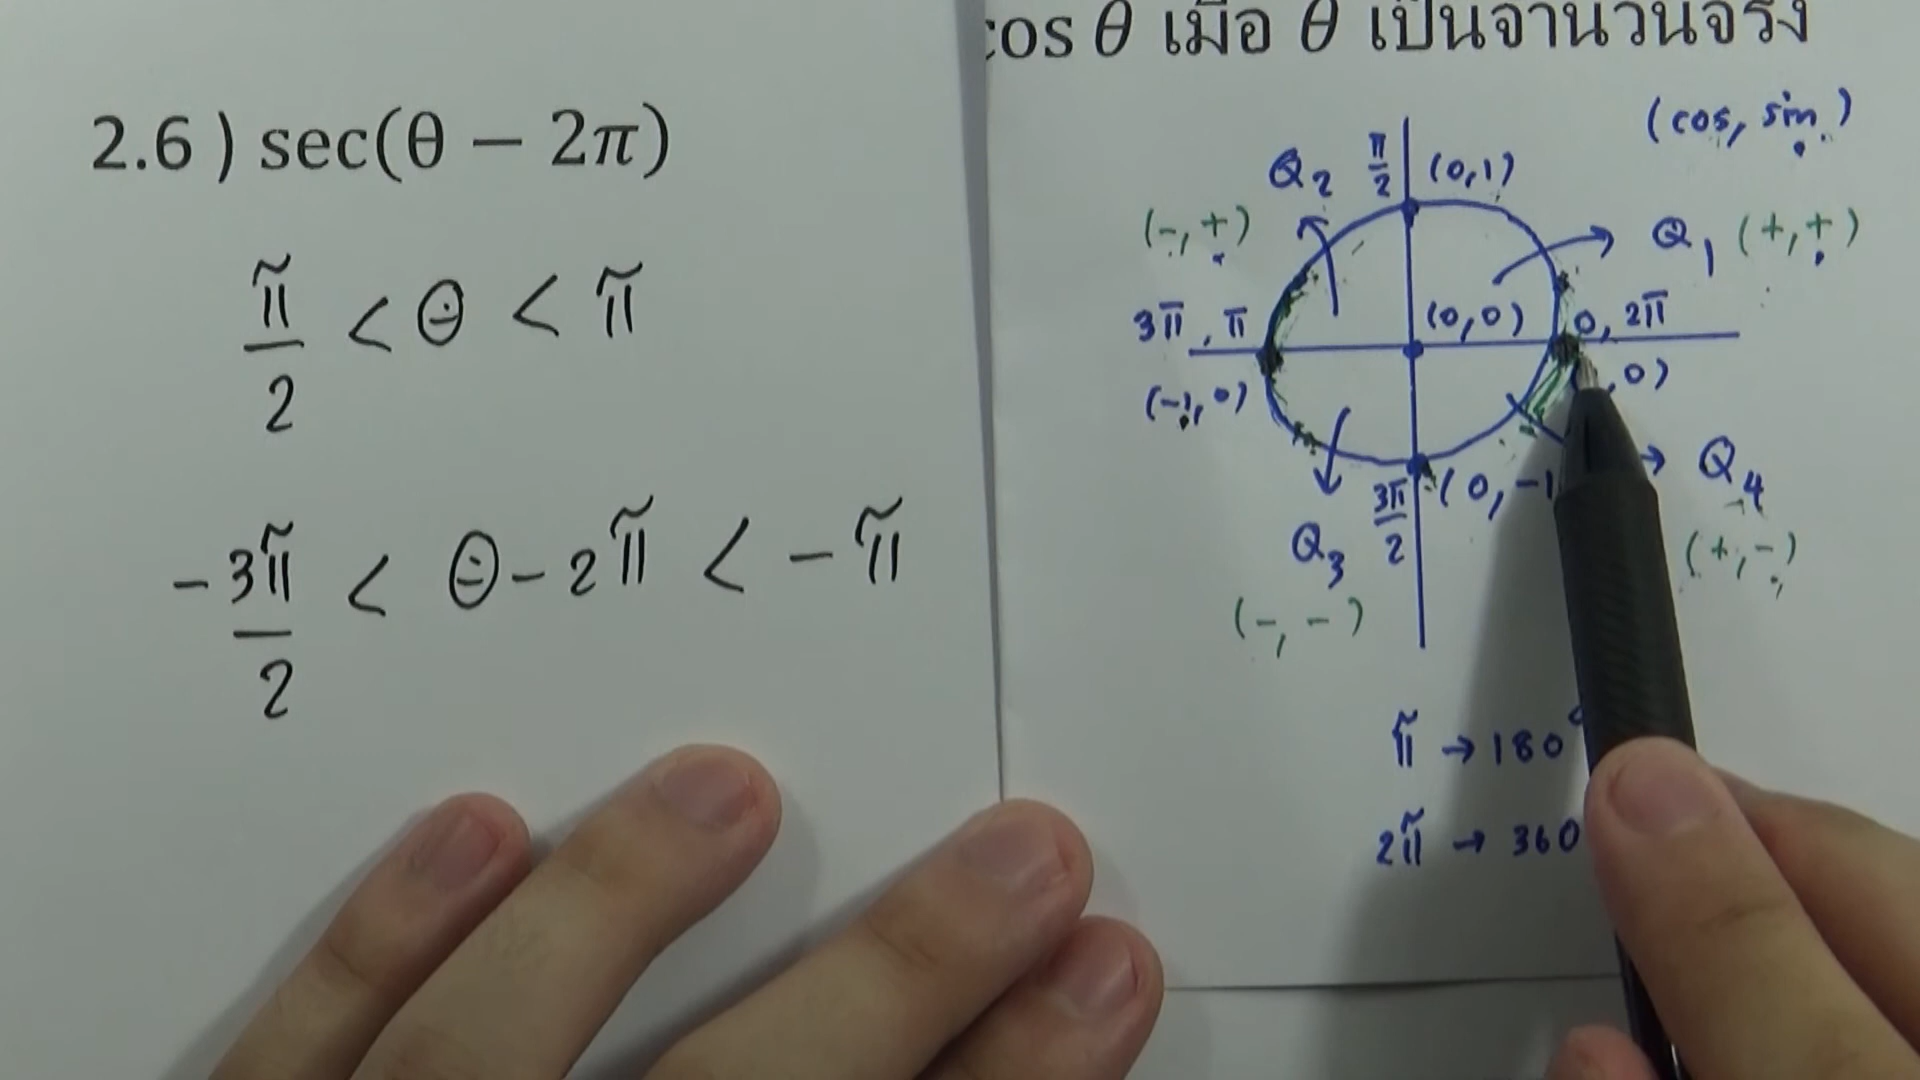 2.6 ) sec(θ − 2π)
π/2 < θ < π
-3π/2 < θ - 2π < -π
cos θ เมื่อ θ เป็นจำนวนจริง
(cos, sin)
Q2 π/2 (0,1)
(-,+) Q1 (+,+)
3π, π (0,0) 0, 2π
(-1,0) ,0)
Q4
3π/2 (0,-1
Q3 (+,-)
(-,-)
π → 180°
2π → 360